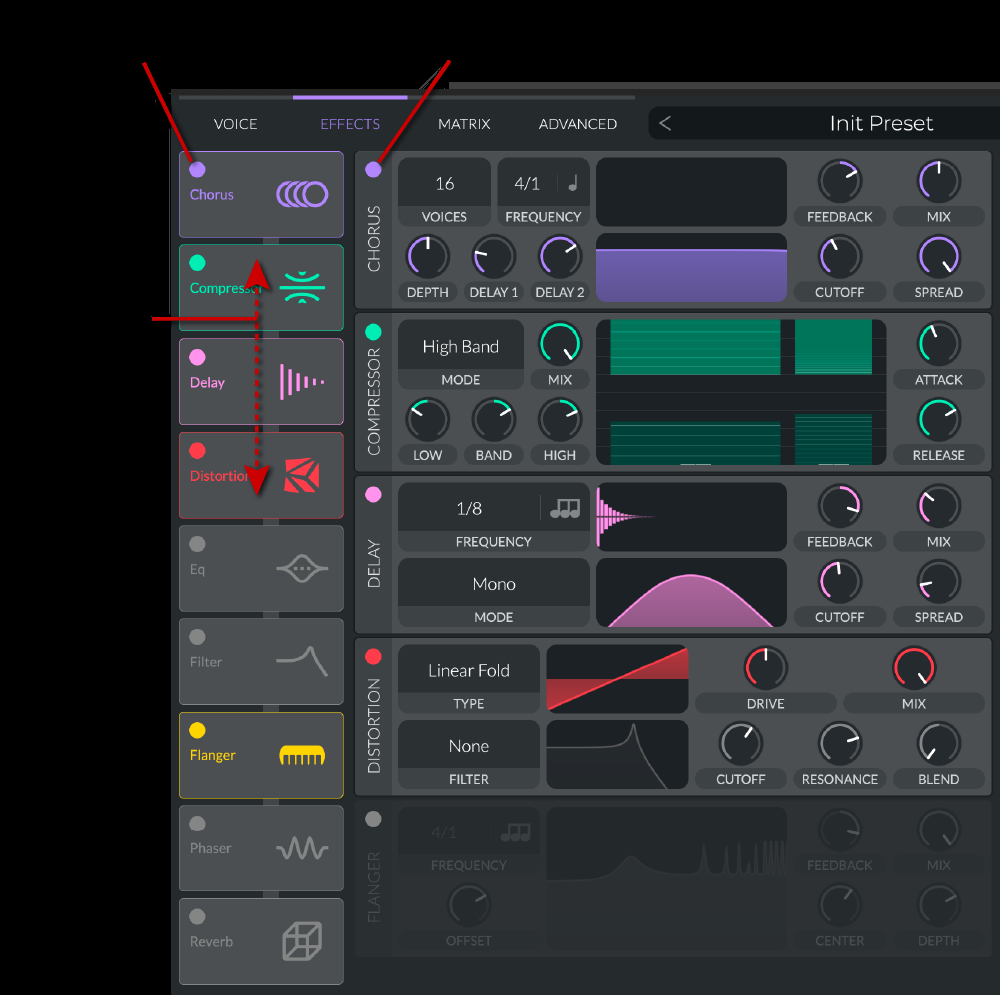 VOICE
EFFECTS
MATRIX
ADVANCED
Init Preset
Chorus
Compressor
Delay
Distortion
Eq
Filter
Flanger
Phaser
Reverb
CHORUS
16
VOICES
4/1
FREQUENCY
FEEDBACK
MIX
DEPTH
DELAY 1
DELAY 2
CUTOFF
SPREAD
COMPRESSOR
High Band
MODE
MIX
ATTACK
LOW
BAND
HIGH
RELEASE
DELAY
1/8
FREQUENCY
FEEDBACK
MIX
Mono
MODE
CUTOFF
SPREAD
DISTORTION
Linear Fold
TYPE
DRIVE
MIX
None
FILTER
CUTOFF
RESONANCE
BLEND
FLANGER
4/1
FREQUENCY
FEEDBACK
MIX
OFFSET
CENTER
DEPTH